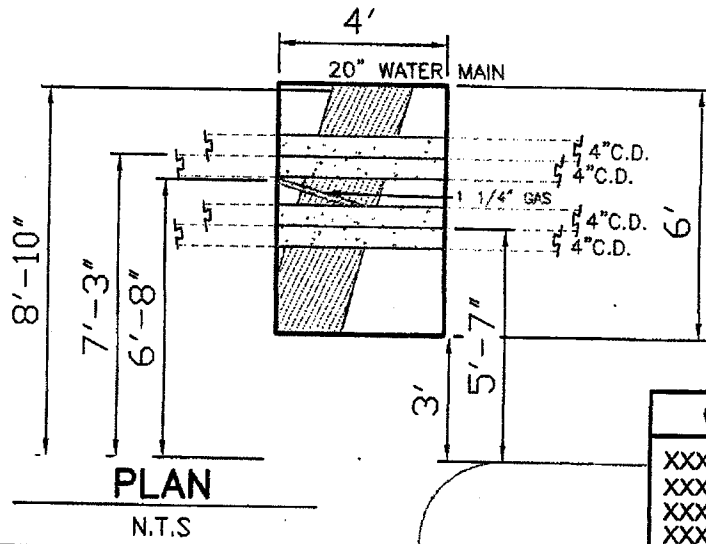 4'
20" WATER MAIN
4"C.D.
4"C.D.
1 1/4" GAS
4"C.D.
4"C.D.
8'-10"
7'-3"
6'-8"
6'
5'-7"
3'
PLAN
N.T.S
XXX
XXX
XXX
XXX